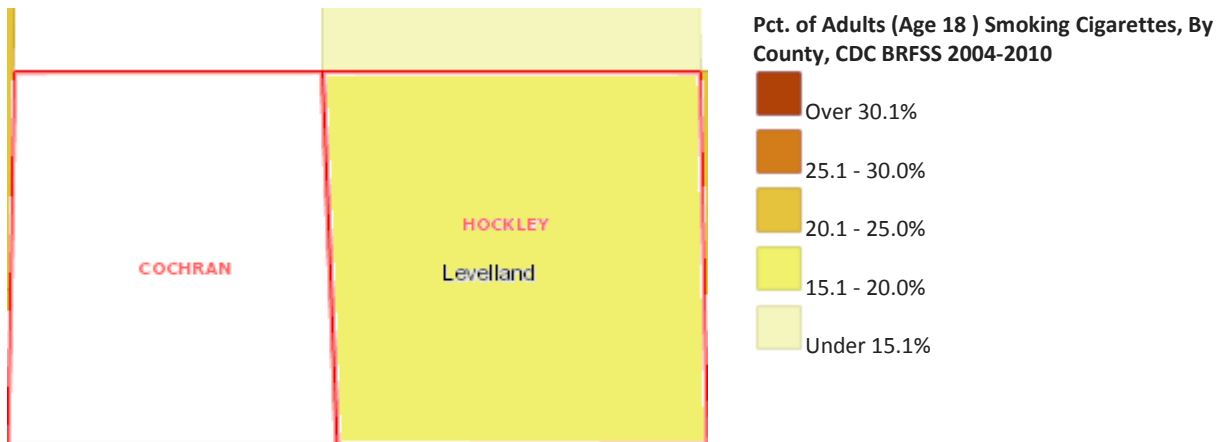 COCHRAN
HOCKLEY
Levelland
Pct. of Adults (Age 18 ) Smoking Cigarettes, By
County, CDC BRFSS 2004-2010
Over 30.1%
25.1 - 30.0%
20.1 - 25.0%
15.1 - 20.0%
Under 15.1%